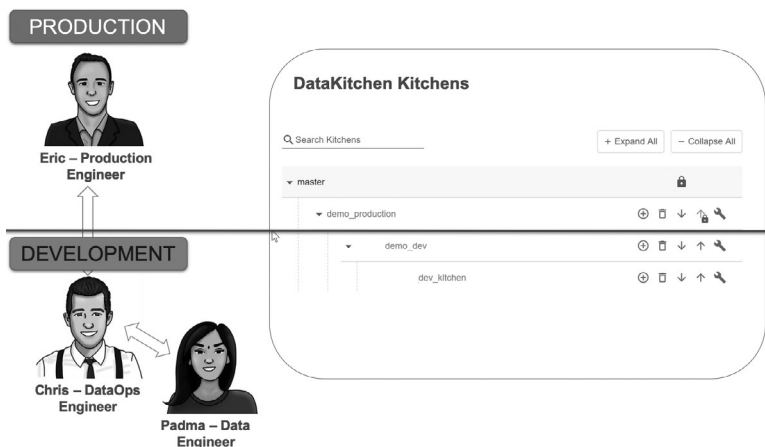 PRODUCTION
Eric – Production
Engineer
DEVELOPMENT
Chris – DataOps
Engineer
Padma – Data
Engineer
DataKitchen Kitchens
Search Kitchens
+ Expand All
− Collapse All
master
demo_production
demo_dev
dev_kitchen